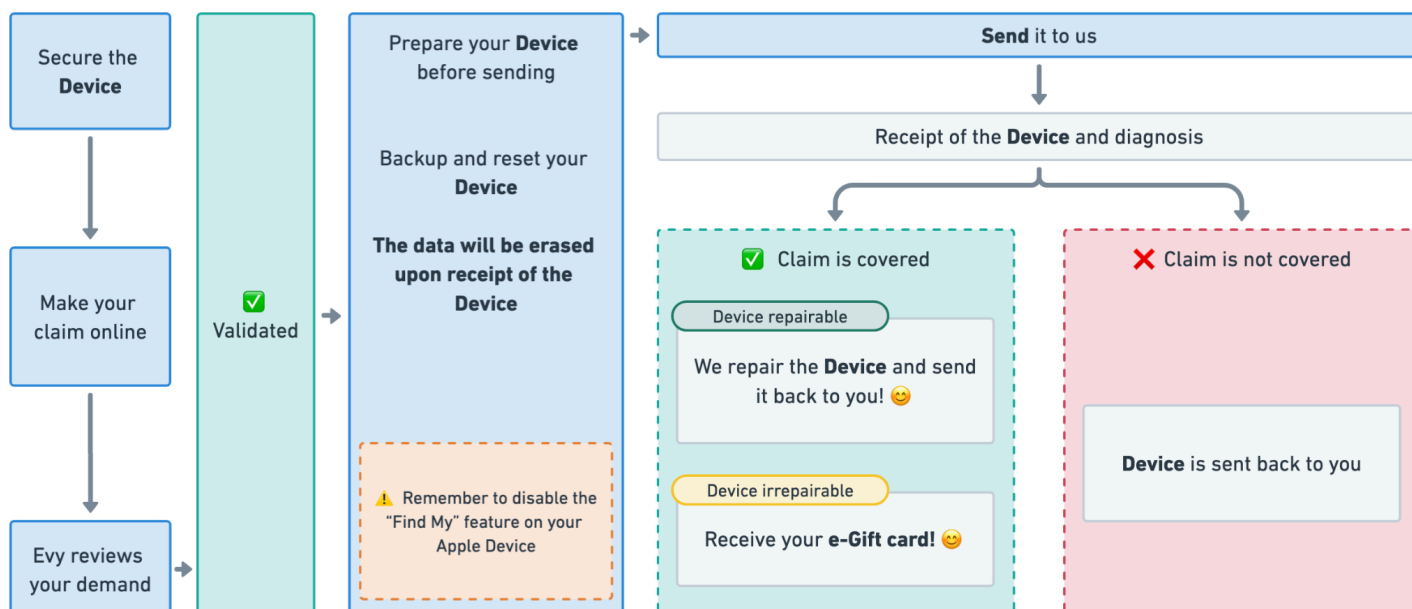 Secure the
Device
Make your
claim online
Evy reviews
your demand
✅
Validated
Prepare your Device
before sending
Backup and reset your
Device
The data will be erased
upon receipt of the
Device
⚠️ Remember to disable the
“Find My” feature on your
Apple Device
Send it to us
Receipt of the Device and diagnosis
✅ Claim is covered
Device repairable
We repair the Device and send
it back to you! 😊
Device irrepairable
Receive your e-Gift card! 😊
❌ Claim is not covered
Device is sent back to you